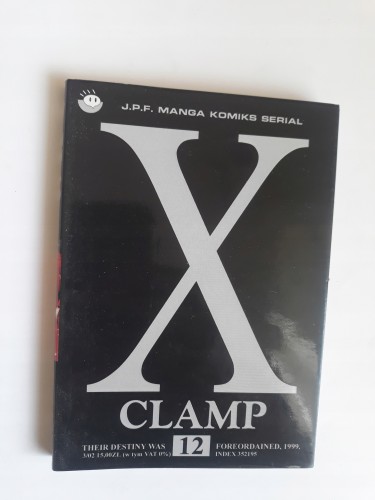 J.P.F. MANGA KOMIKS SERIAL
X
CLAMP
THEIR DESTINY WAS 12 FOREORDAINED, 1999.
3/02 15,00ZŁ (w tym VAT 0%) INDEX 352195